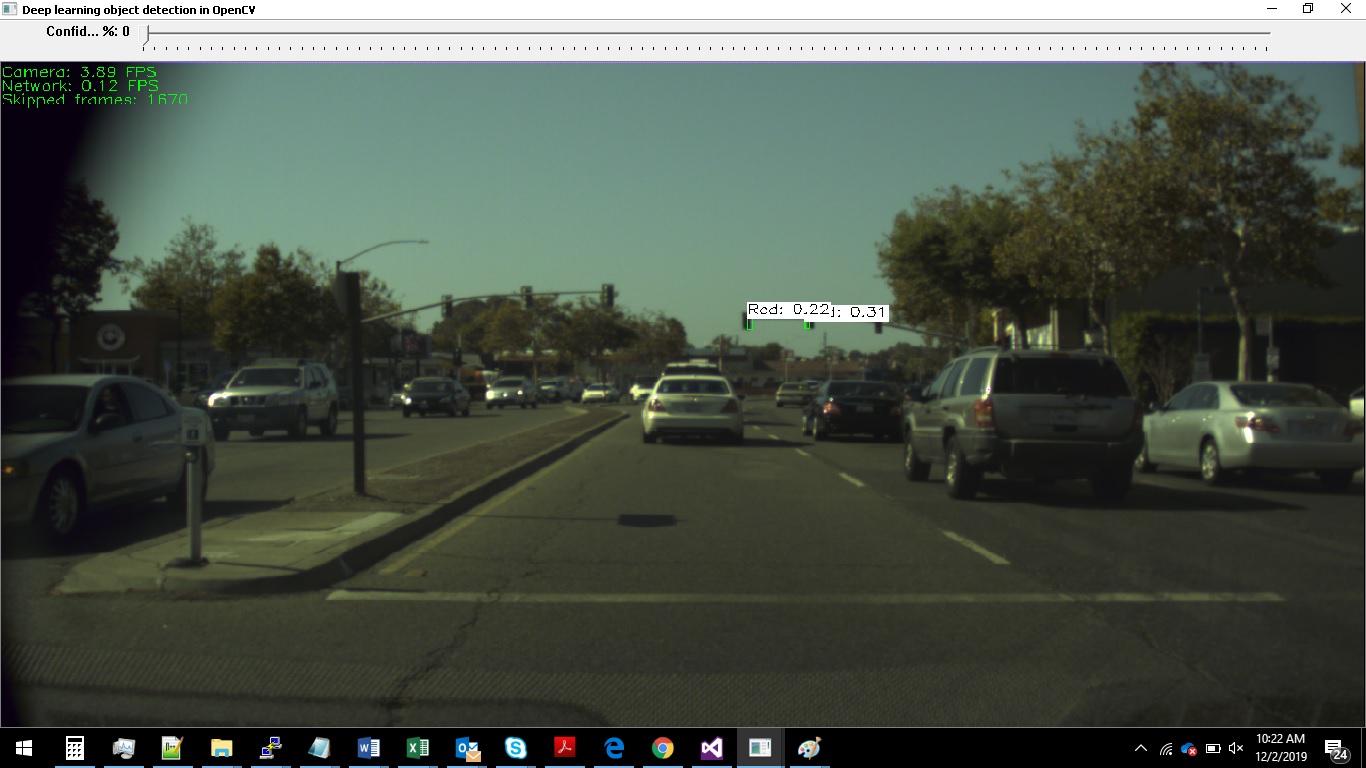 Deep learning object detection in OpenCV
Confid... %: 0
Camera: 3.89 FPS
Network: 0.12 FPS
Skipped frames: 1670
Red: 0.22
d: 0.31
10:22 AM
12/2/2019
24